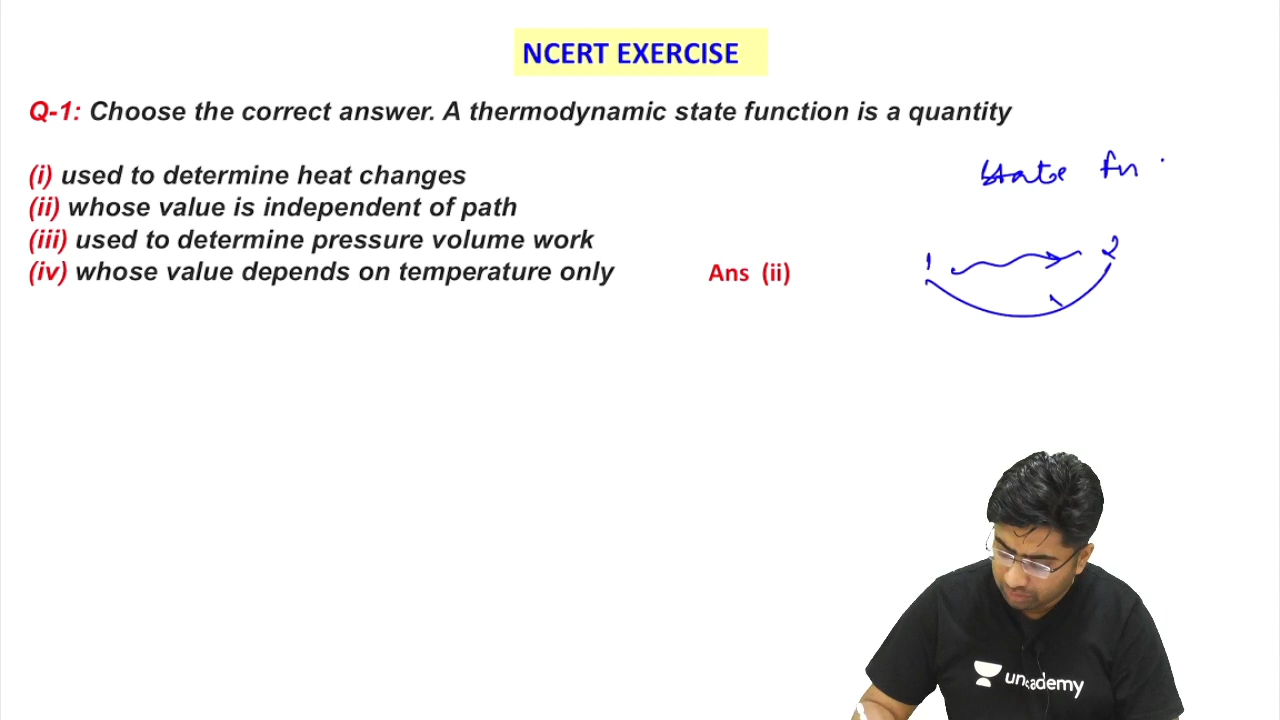 NCERT EXERCISE
Q-1: Choose the correct answer. A thermodynamic state function is a quantity
(i) used to determine heat changes
(ii) whose value is independent of path
(iii) used to determine pressure volume work
(iv) whose value depends on temperature only
Ans (ii)
State fn.
1 2
unacademy